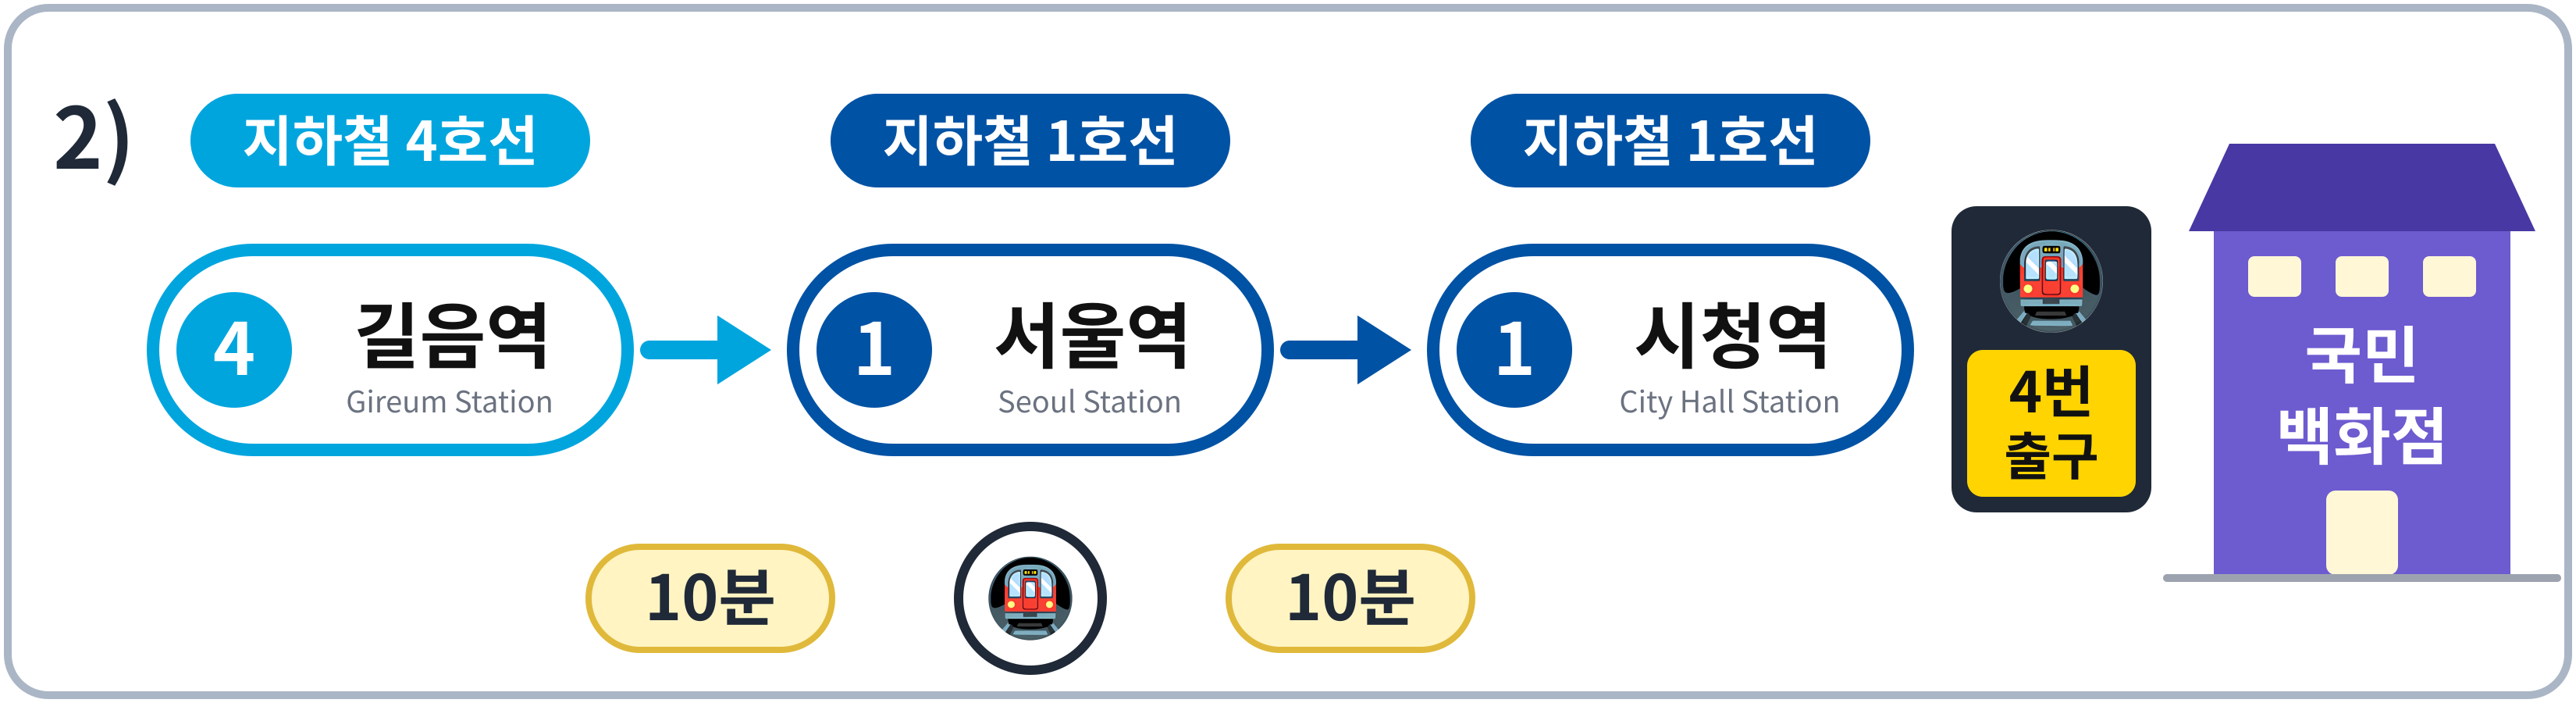 2)
지하철 4호선
지하철 1호선
지하철 1호선
4
길음역
Gireum Station
1
서울역
Seoul Station
1
시청역
City Hall Station
4번
출구
국민
백화점
10분
10분